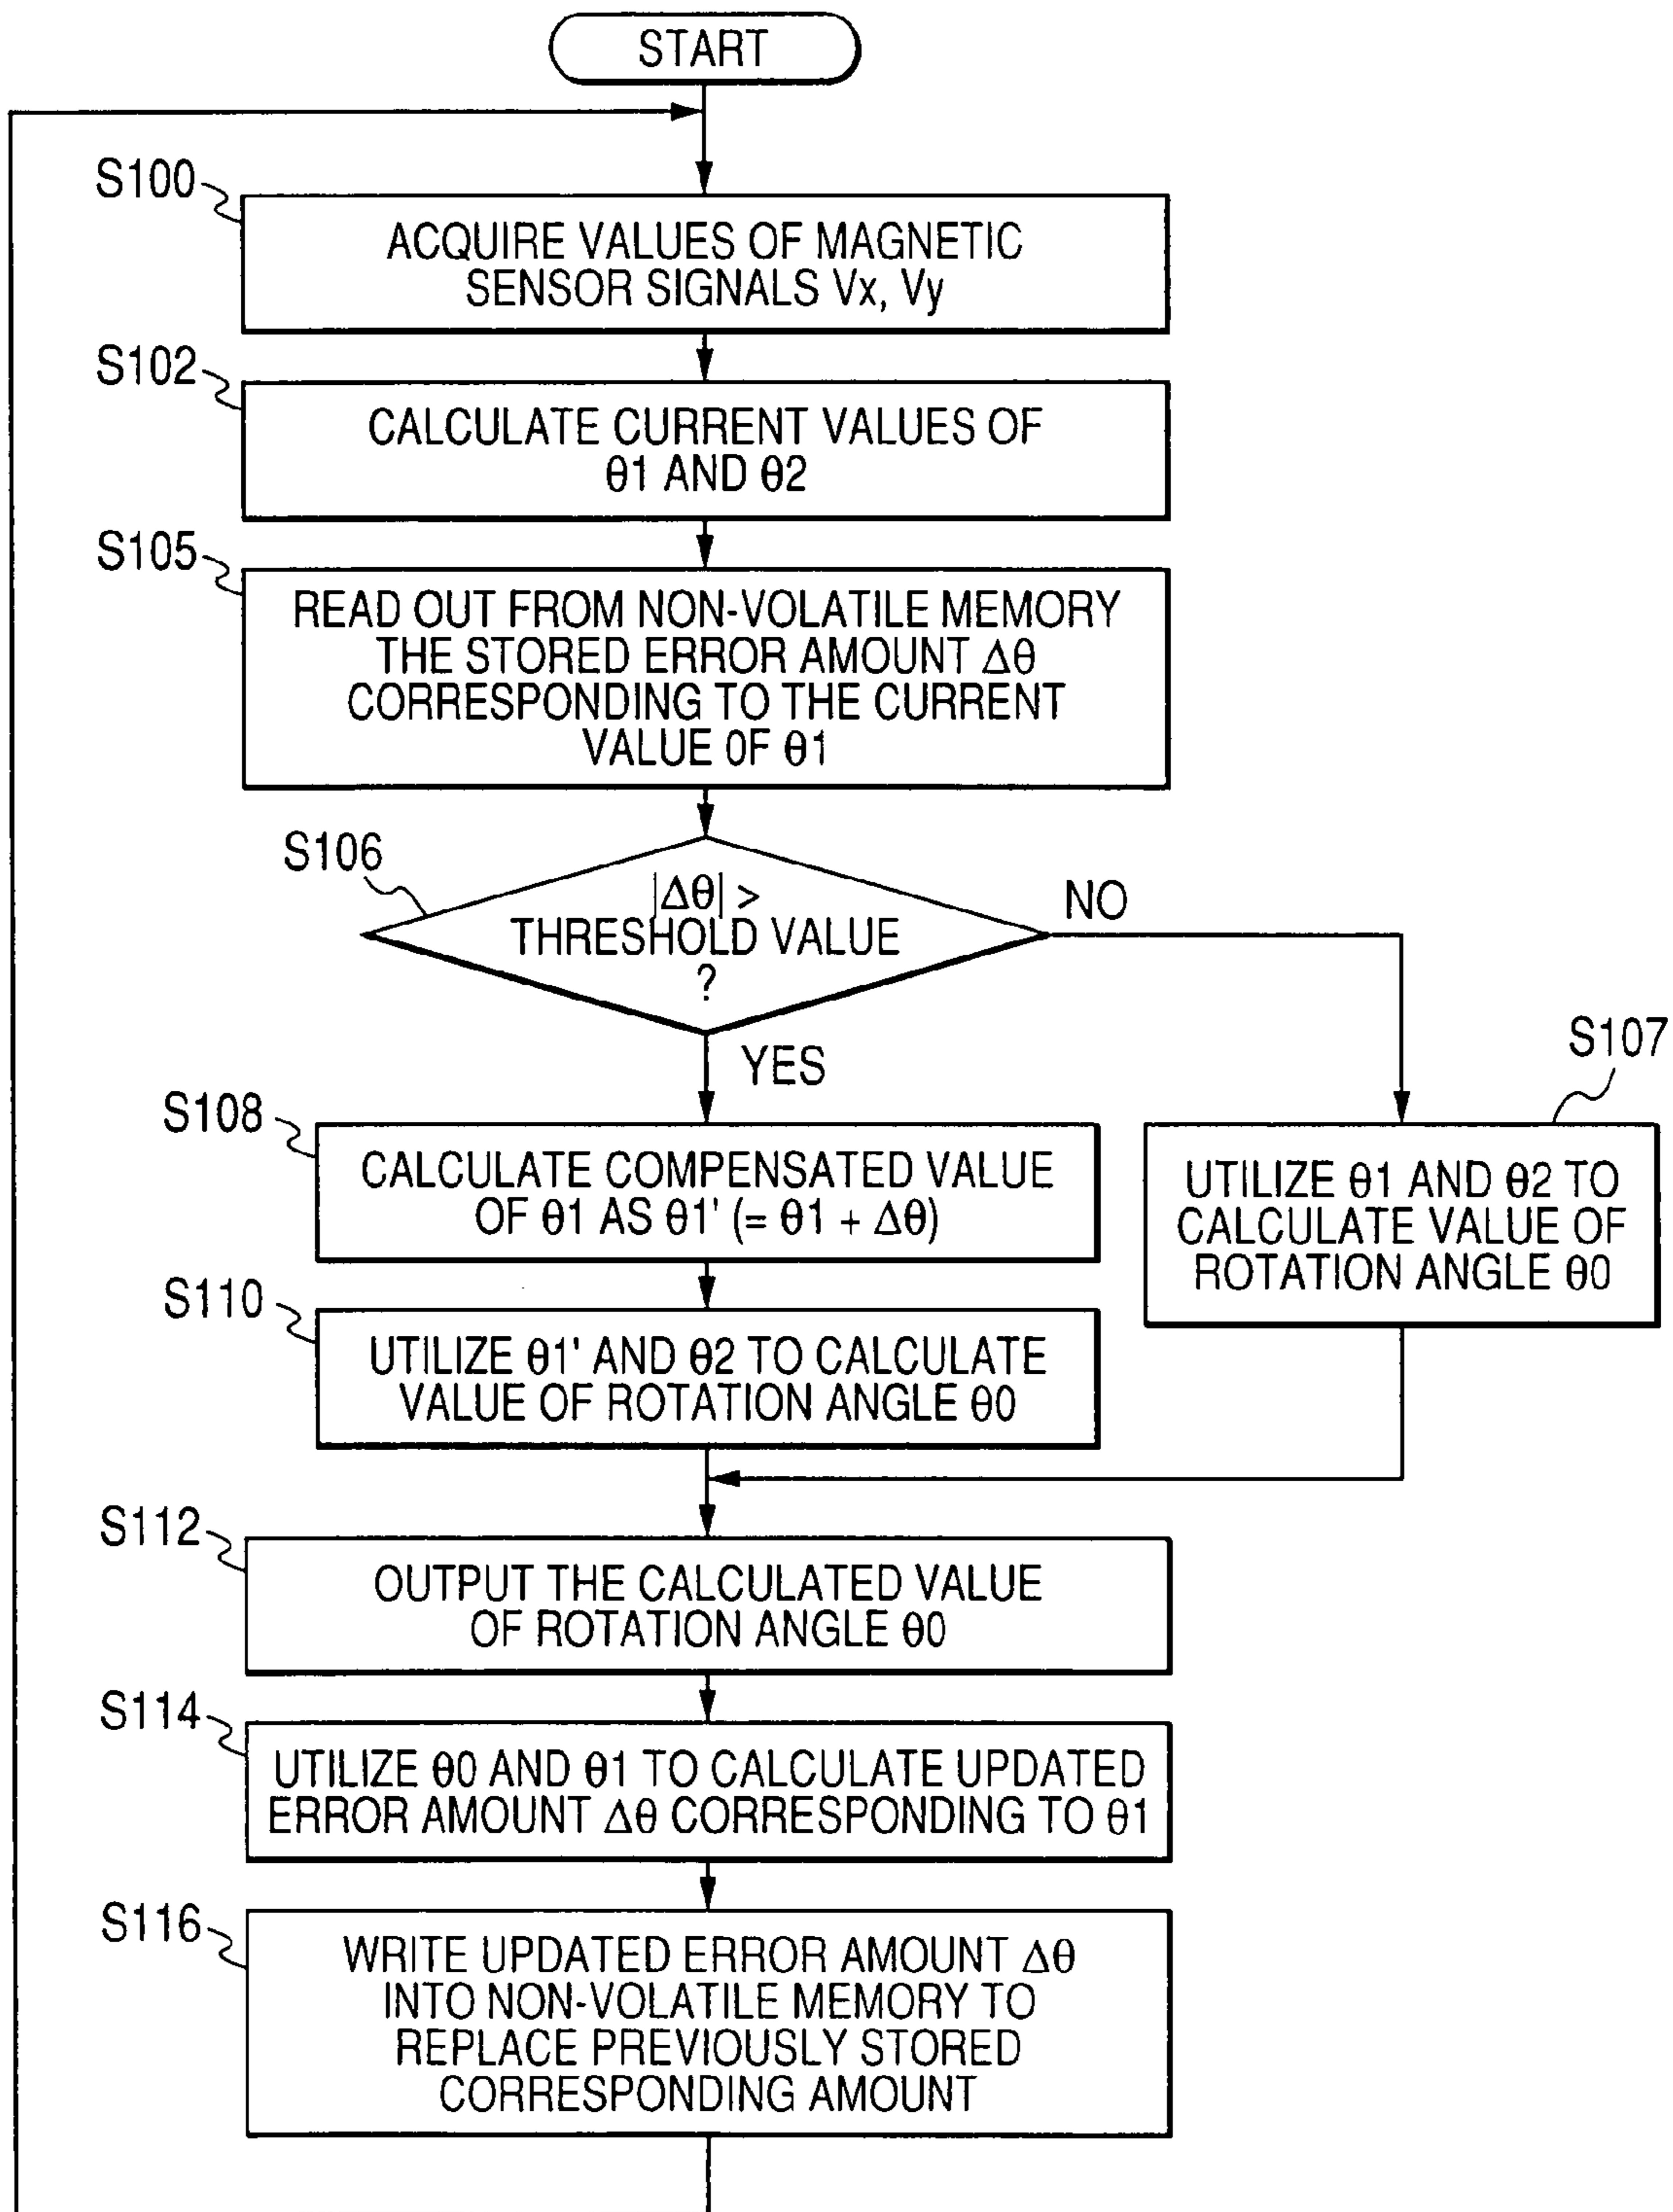 START
S100
ACQUIRE VALUES OF MAGNETIC
SENSOR SIGNALS Vx, Vy
S102
CALCULATE CURRENT VALUES OF
θ1 AND θ2
S105
READ OUT FROM NON-VOLATILE MEMORY
THE STORED ERROR AMOUNT Δθ
CORRESPONDING TO THE CURRENT
VALUE OF θ1
S106
|Δθ| >
THRESHOLD VALUE
?
NO
YES
S107
UTILIZE θ1 AND θ2 TO
CALCULATE VALUE OF
ROTATION ANGLE θ0
S108
CALCULATE COMPENSATED VALUE
OF θ1 AS θ1' (= θ1 + Δθ)
S110
UTILIZE θ1' AND θ2 TO CALCULATE
VALUE OF ROTATION ANGLE θ0
S112
OUTPUT THE CALCULATED VALUE
OF ROTATION ANGLE θ0
S114
UTILIZE θ0 AND θ1 TO CALCULATE UPDATED
ERROR AMOUNT Δθ CORRESPONDING TO θ1
S116
WRITE UPDATED ERROR AMOUNT Δθ
INTO NON-VOLATILE MEMORY TO
REPLACE PREVIOUSLY STORED
CORRESPONDING AMOUNT